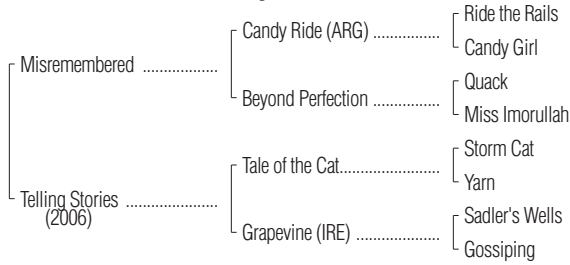 Ride the Rails
Candy Ride (ARG) ................
Candy Girl
Misremembered ..................
Quack
Beyond Perfection ................
Miss Imorullah
Storm Cat
Tale of the Cat........................
Yarn
Telling Stories ......................
(2006)
Sadler's Wells
Grapevine (IRE) ....................
Gossiping